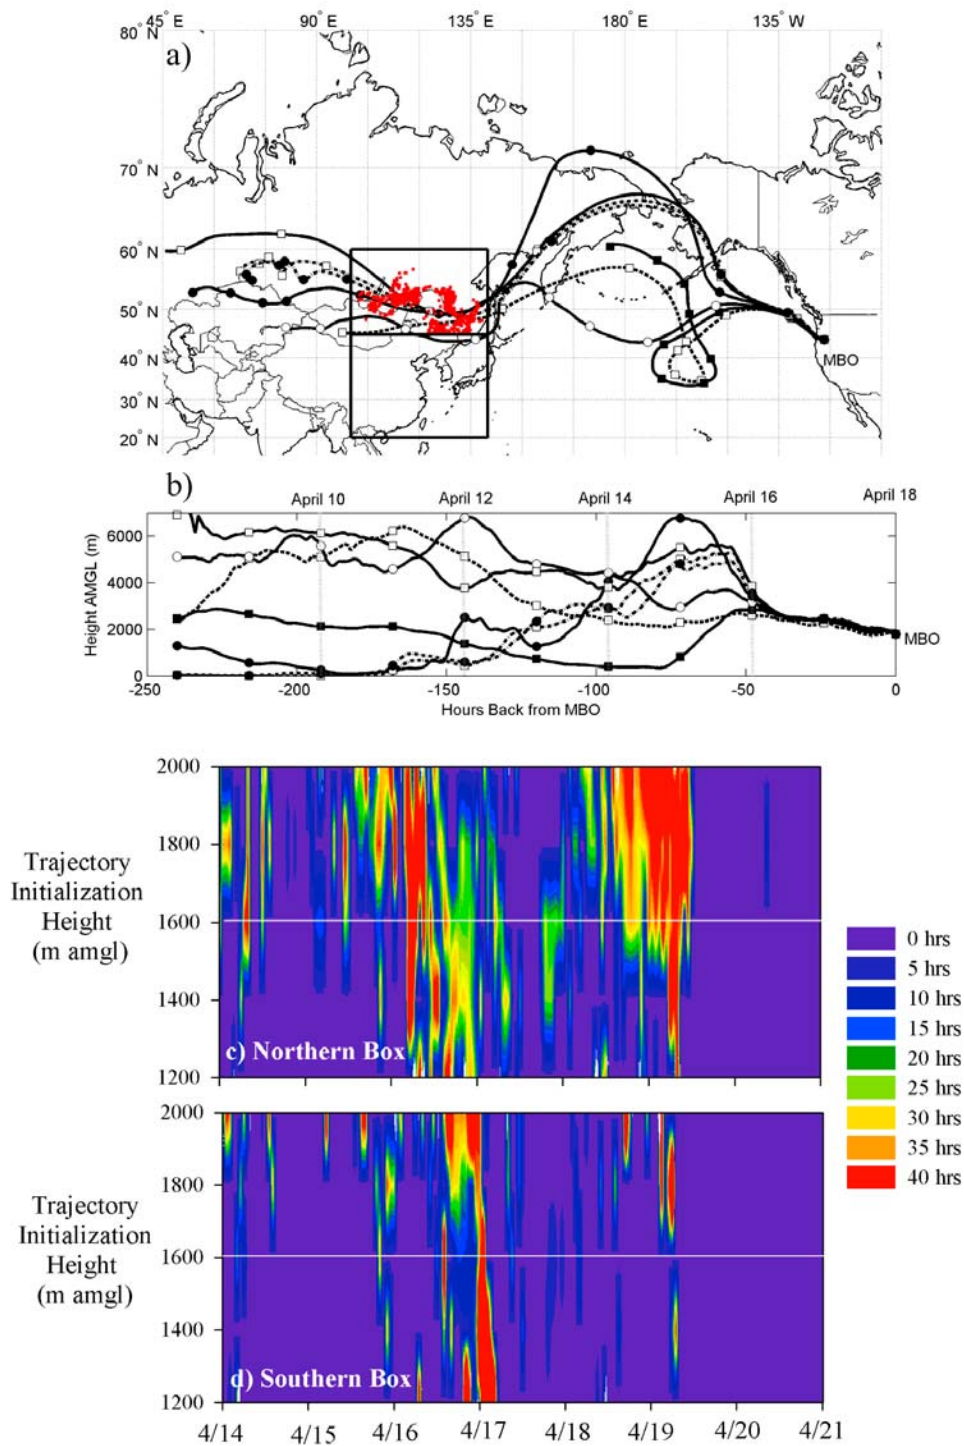 45° E 90° E 135° E 180° E 135° W
80° N
a)
70° N
60° N
50° N
40° N
30° N
20° N
MBO
b)
April 10 April 12 April 14 April 16 April 18
6000
4000
2000
0
Height AMGL (m)
MBO
-250 -200 -150 -100 -50 0
Hours Back from MBO
2000
1800
1600
1400
1200
Trajectory
Initialization
Height
(m amgl)
c) Northern Box
0 hrs
5 hrs
10 hrs
15 hrs
20 hrs
25 hrs
30 hrs
35 hrs
40 hrs
2000
1800
1600
1400
1200
Trajectory
Initialization
Height
(m amgl)
d) Southern Box
4/14 4/15 4/16 4/17 4/18 4/19 4/20 4/21